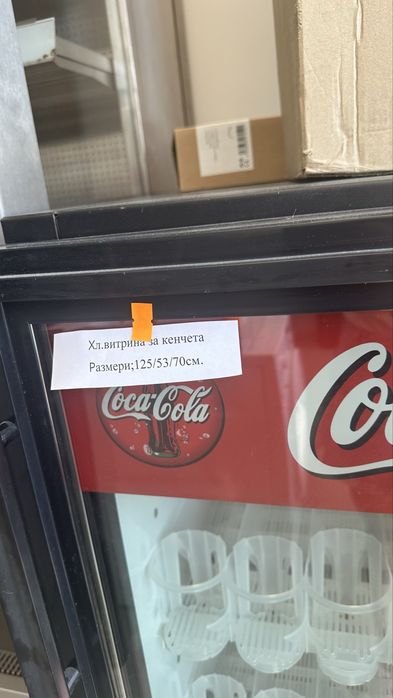 Хл.витрина за кенчета
Размери;125/53/70см.
Coca-Cola
Co